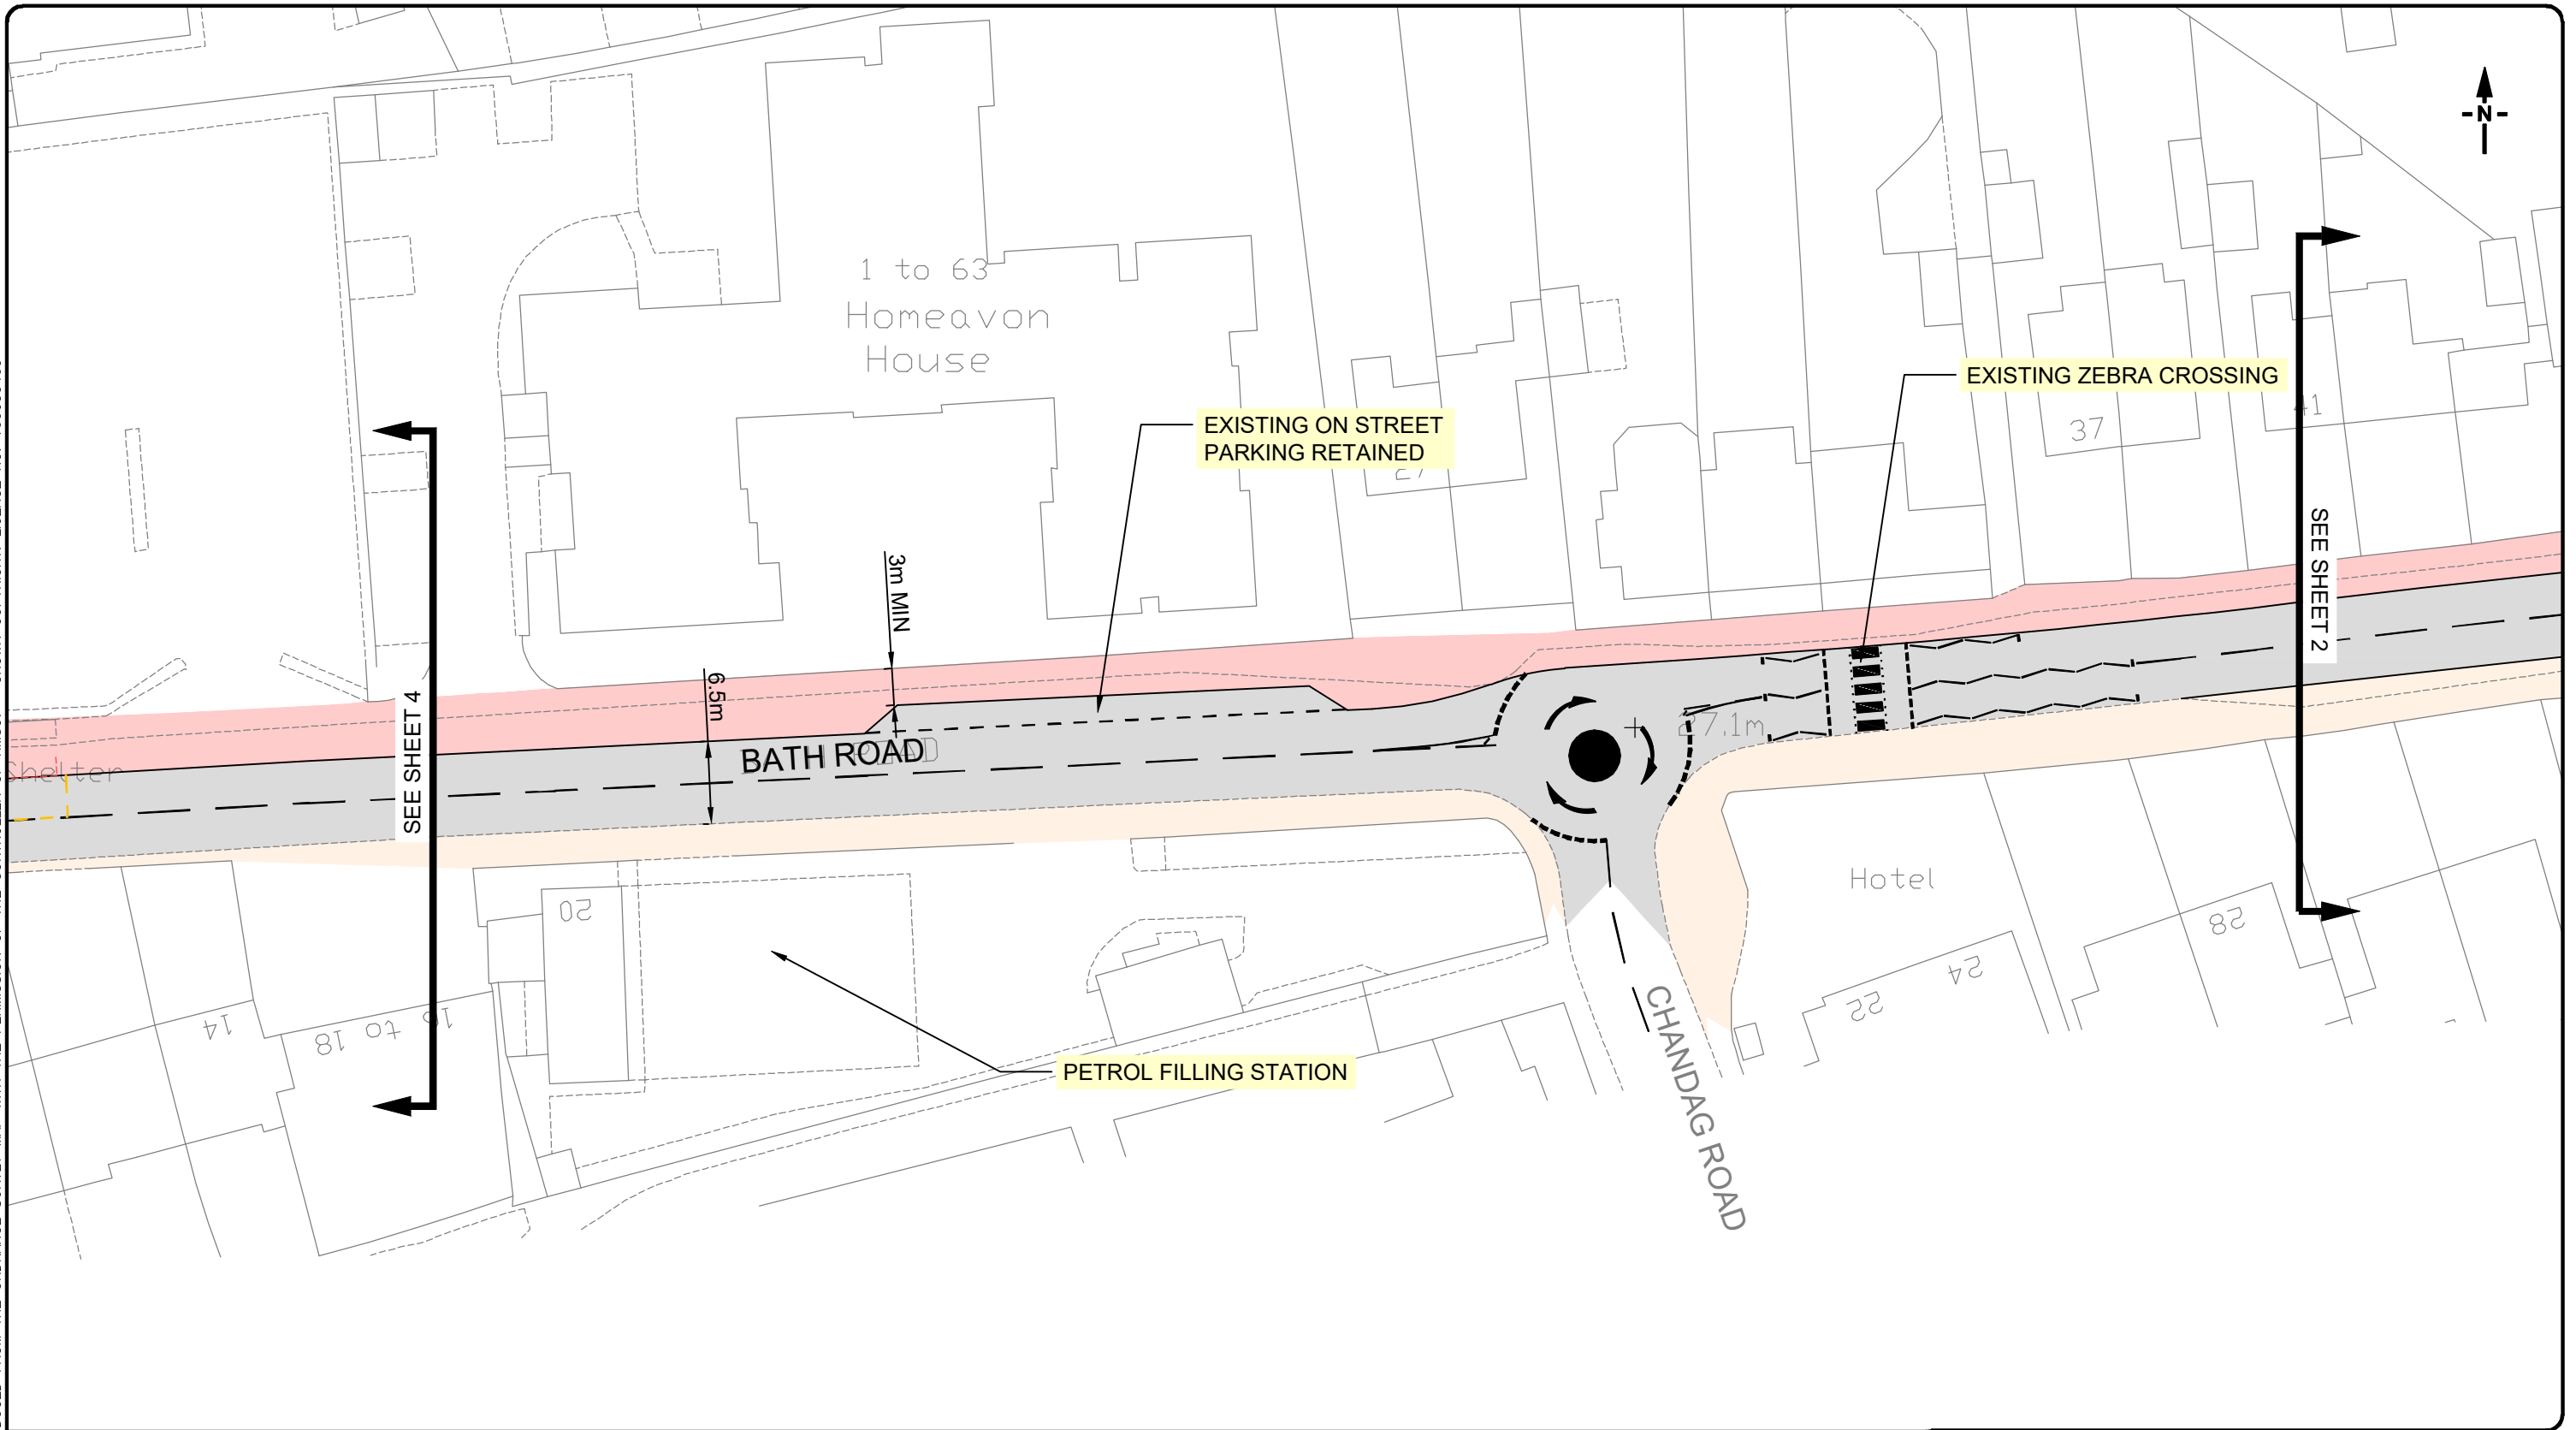 N
1 to 63
Homeavon
House
EXISTING ZEBRA CROSSING
EXISTING ON STREET
PARKING RETAINED
27
37
41
3m MIN
6.5m
SEE SHEET 4
SEE SHEET 2
BATH ROAD
27.1m
Shelter
Hotel
20
28
24
22
14
16 to 18
PETROL FILLING STATION
CHANDAG ROAD